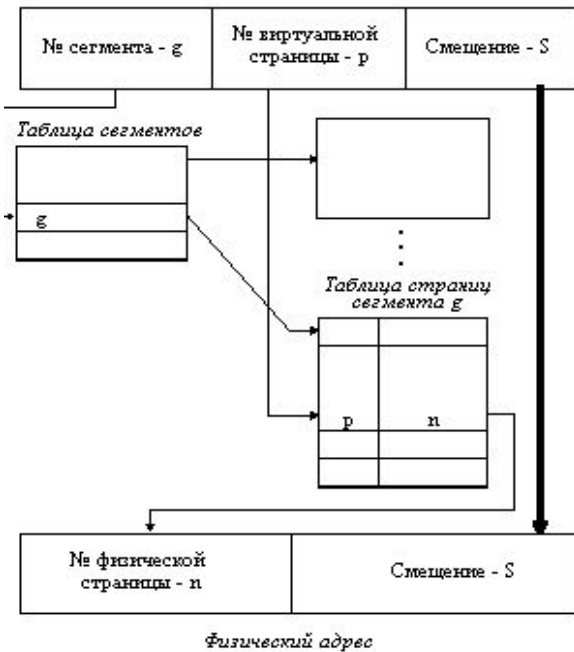 № сегмента - g
№ виртуальной
страницы - p
Смещение - S
Таблица сегментов
g
Таблица страниц
сегмента g
p
n
№ физической
страницы - n
Смещение - S
Физический адрес